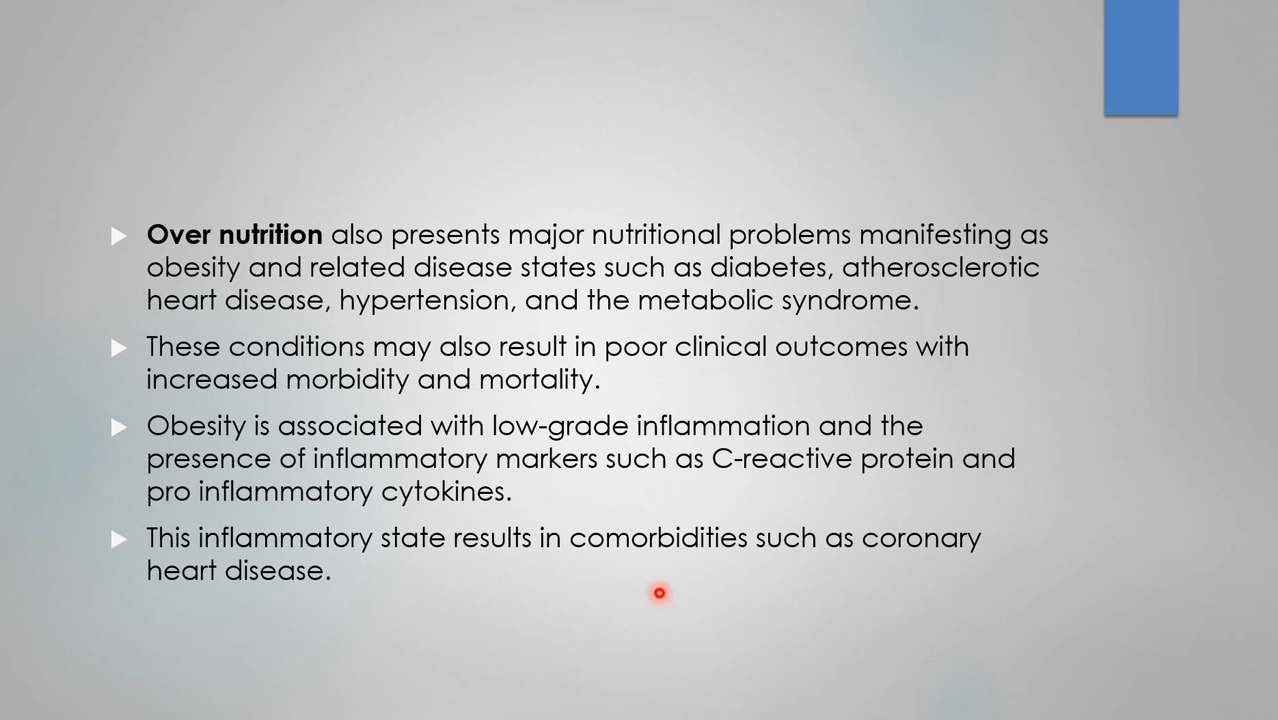 Over nutrition also presents major nutritional problems manifesting as
obesity and related disease states such as diabetes, atherosclerotic
heart disease, hypertension, and the metabolic syndrome.
These conditions may also result in poor clinical outcomes with
increased morbidity and mortality.
Obesity is associated with low-grade inflammation and the
presence of inflammatory markers such as C-reactive protein and
pro inflammatory cytokines.
This inflammatory state results in comorbidities such as coronary
heart disease.